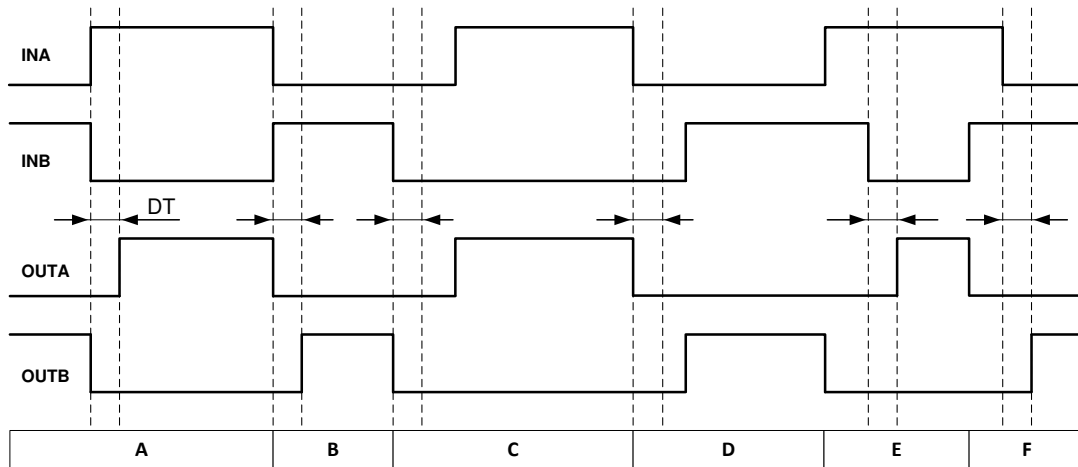 INA
INB
DT
OUTA
OUTB
A B C D E F